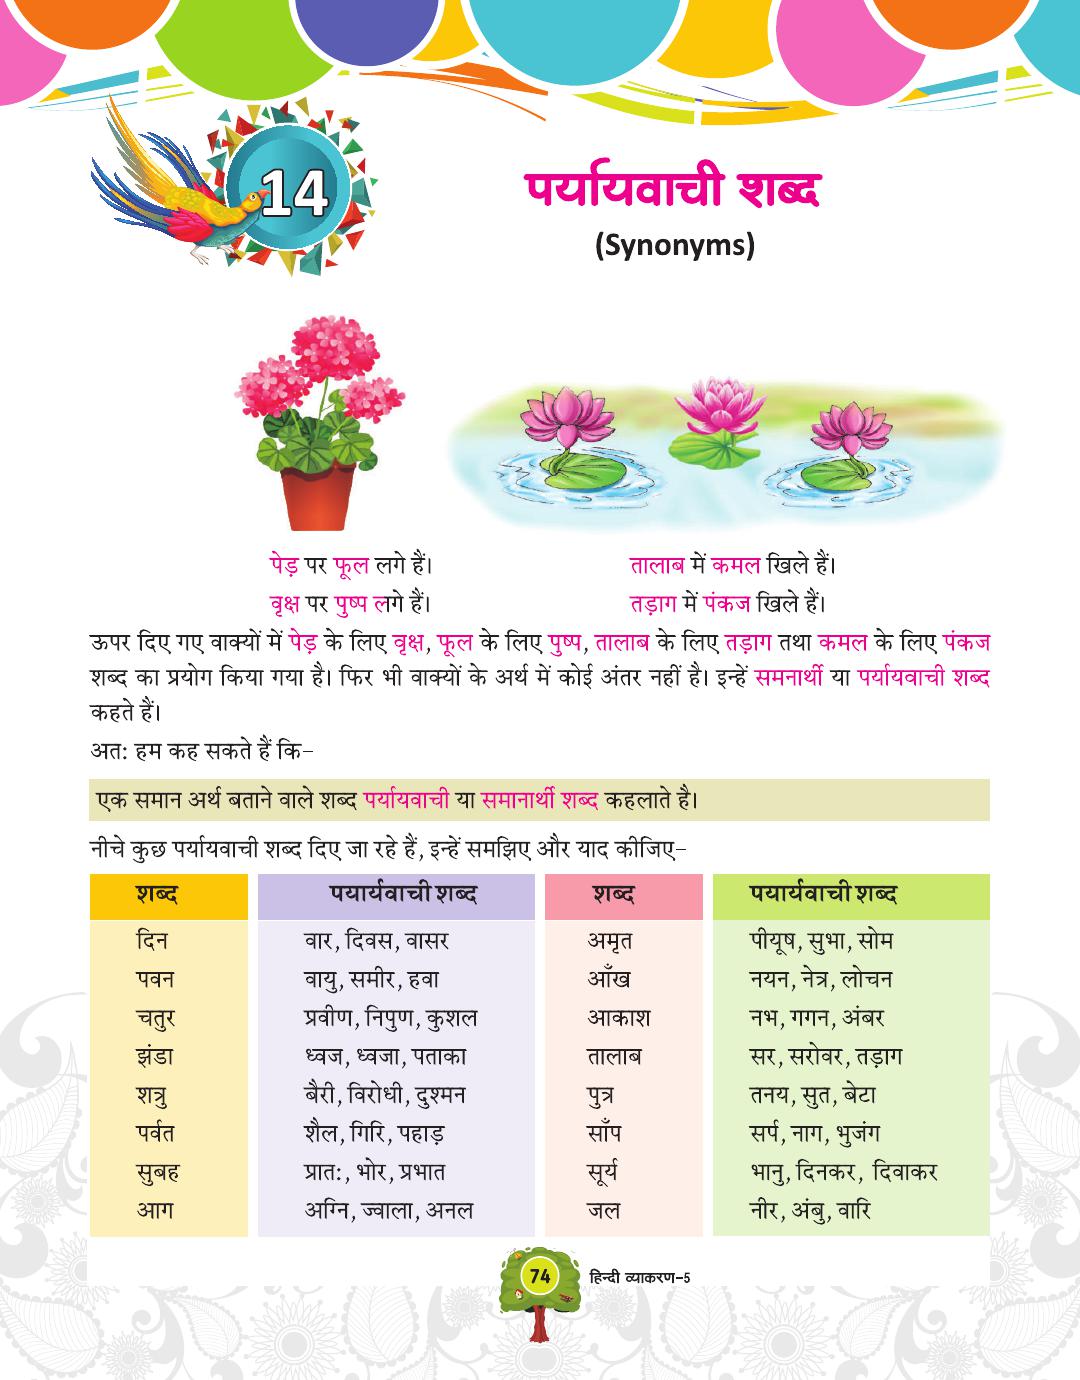 14
पर्यायवाची शब्द
(Synonyms)
पेड़ पर फूल लगे हैं।
वृक्ष पर पुष्प लगे हैं।
तालाब में कमल खिले हैं।
तड़ाग में पंकज खिले हैं।
ऊपर दिए गए वाक्यों में पेड़ के लिए वृक्ष, फूल के लिए पुष्प, तालाब के लिए तड़ाग तथा कमल के लिए पंकज
शब्द का प्रयोग किया गया है। फिर भी वाक्यों के अर्थ में कोई अंतर नहीं है। इन्हें समनार्थी या पर्यायवाची शब्द
कहते हैं।
अतः हम कह सकते हैं कि–
एक समान अर्थ बताने वाले शब्द पर्यायवाची या समानार्थी शब्द कहलाते है।
नीचे कुछ पर्यायवाची शब्द दिए जा रहे हैं, इन्हें समझिए और याद कीजिए–
शब्द पयार्यवाची शब्द शब्द पयार्यवाची शब्द
दिन वार, दिवस, वासर अमृत पीयूष, सुभा, सोम
पवन वायु, समीर, हवा आँख नयन, नेत्र, लोचन
चतुर प्रवीण, निपुण, कुशल आकाश नभ, गगन, अंबर
झंडा ध्वज, ध्वजा, पताका तालाब सर, सरोवर, तड़ाग
शत्रु बैरी, विरोधी, दुश्मन पुत्र तनय, सुत, बेटा
पर्वत शैल, गिरि, पहाड़ साँप सर्प, नाग, भुजंग
सुबह प्रातः, भोर, प्रभात सूर्य भानु, दिनकर, दिवाकर
आग अग्नि, ज्वाला, अनल जल नीर, अंबु, वारि
74 हिन्दी व्याकरण–5